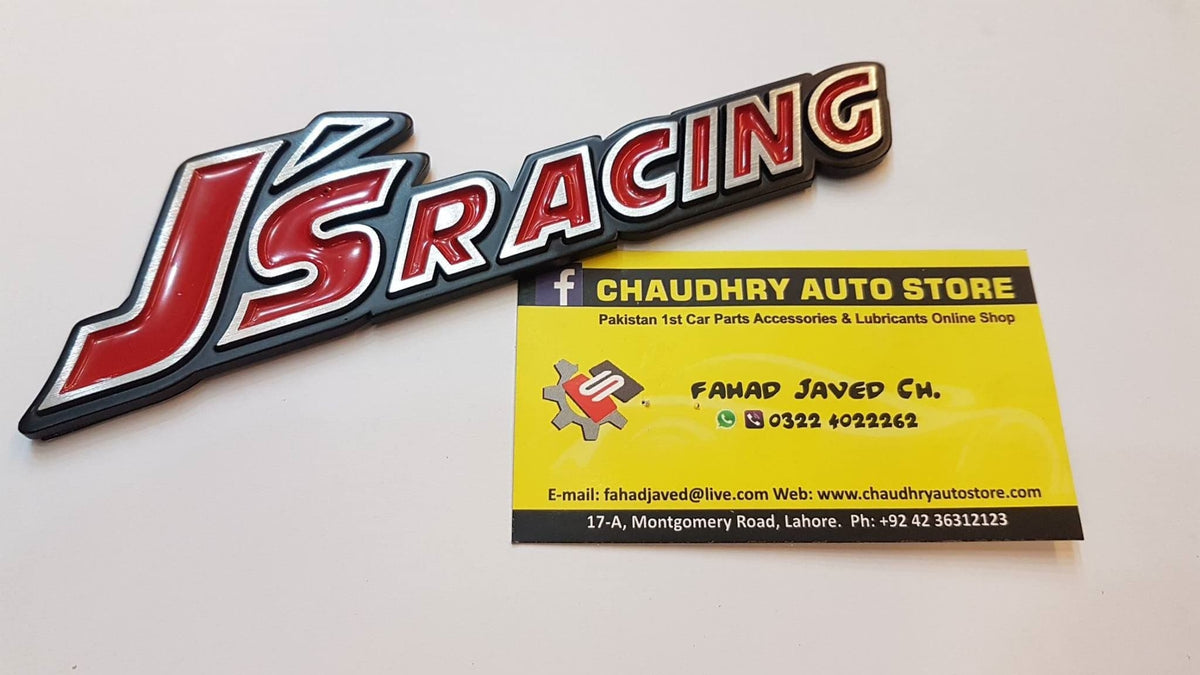 J'S RACING
f CHAUDHRY AUTO STORE
Pakistan 1st Car Parts Accessories & Lubricants Online Shop
FAHAD JAVED CH.
0322 4022262
E-mail: fahadjaved@live.com Web: www.chaudhryautostore.com
17-A, Montgomery Road, Lahore. Ph: +92 42 36312123